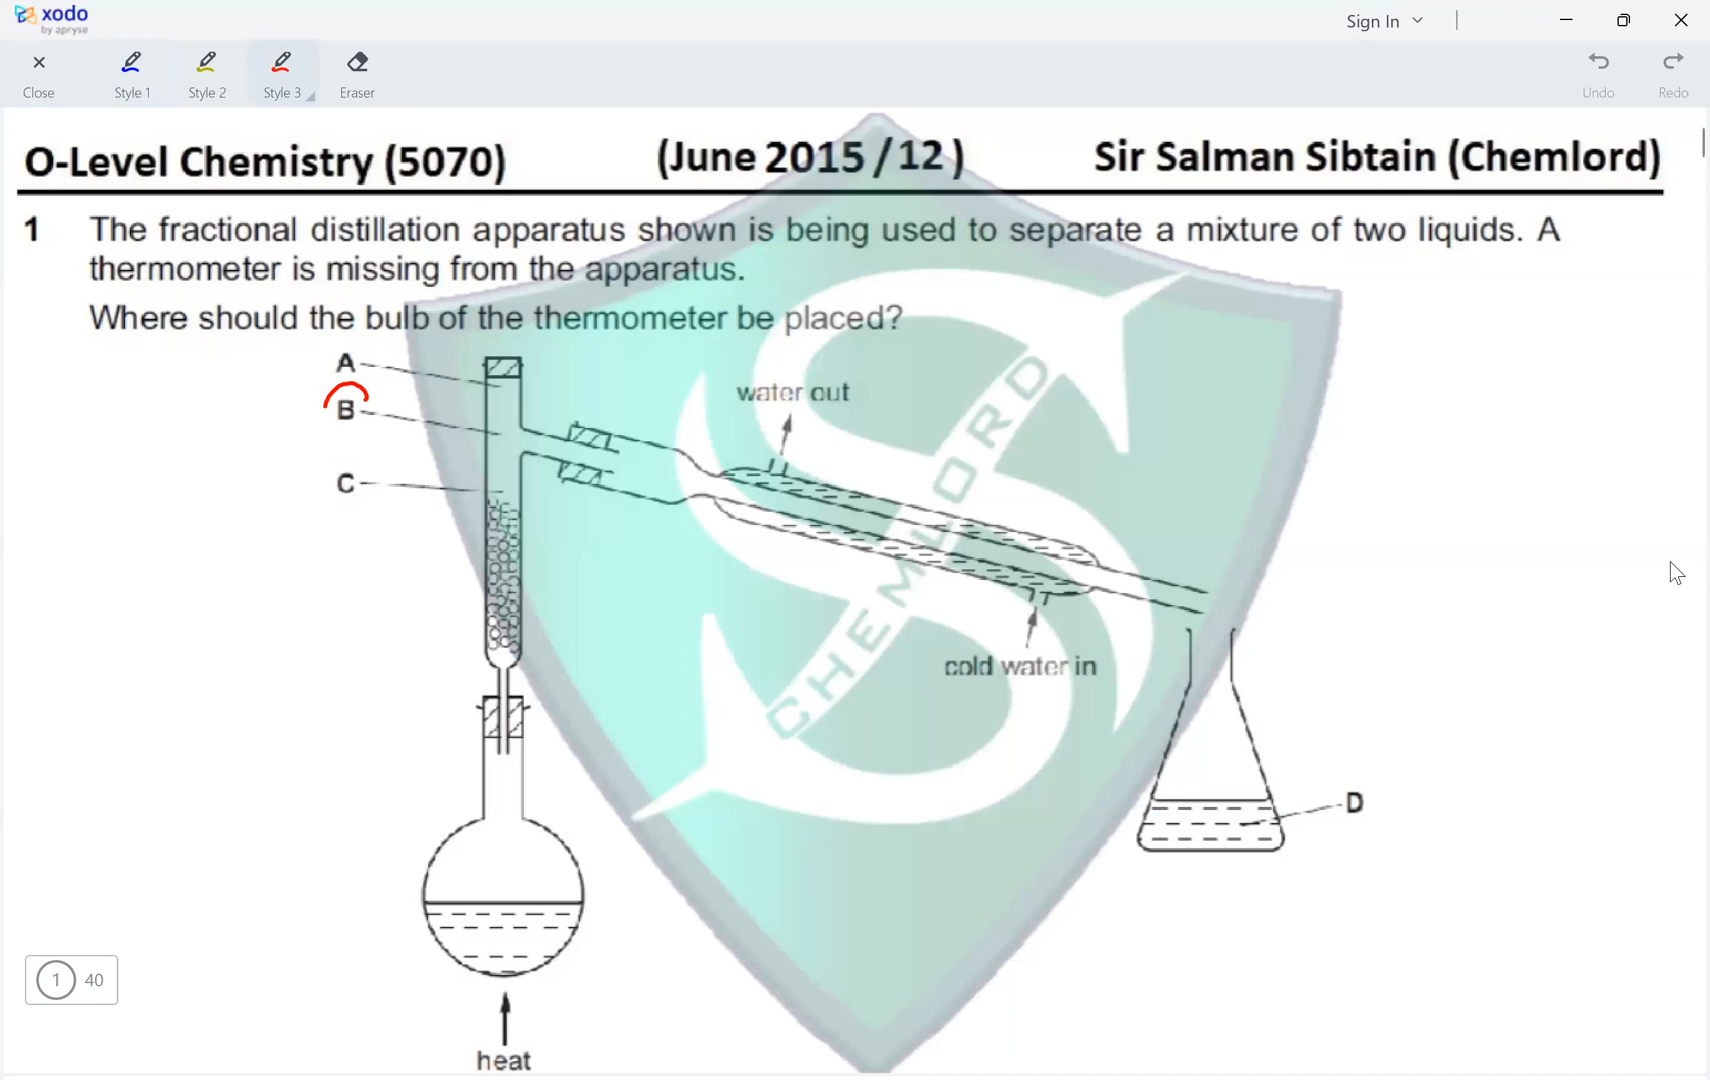 xodo
by apryse
Sign In
Close
Style 1
Style 2
Style 3
Eraser
Undo
Redo
O-Level Chemistry (5070) (June 2015/12) Sir Salman Sibtain (Chemlord)
1 The fractional distillation apparatus shown is being used to separate a mixture of two liquids. A
thermometer is missing from the apparatus.
Where should the bulb of the thermometer be placed?
A
B
C
water out
CHEMLORD
cold water in
D
1 40
heat